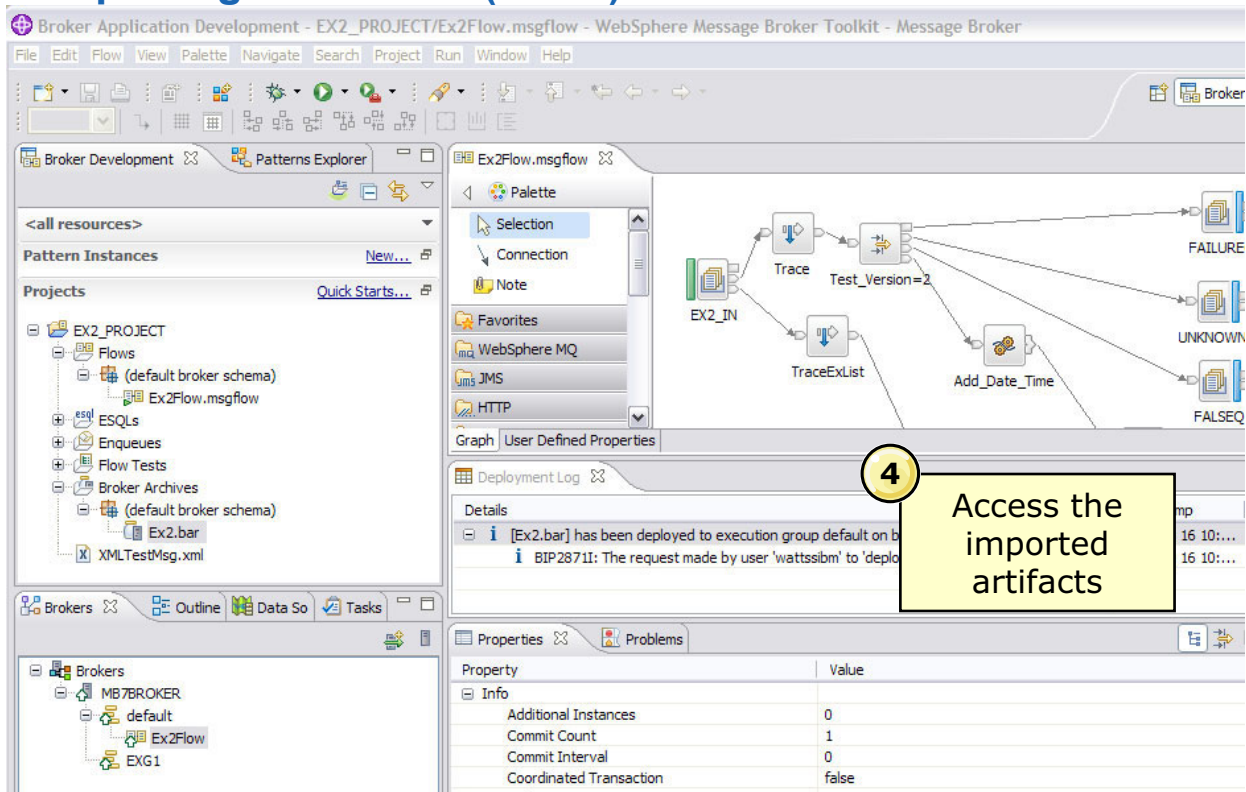 Broker Application Development - EX2_PROJECT/Ex2Flow.msgflow - WebSphere Message Broker Toolkit - Message Broker
File Edit Flow View Palette Navigate Search Project Run Window Help
Broker
Broker Development
Patterns Explorer
<all resources>
Pattern Instances New...
Projects Quick Starts...
EX2_PROJECT
Flows
(default broker schema)
Ex2Flow.msgflow
ESQLs
Enqueues
Flow Tests
Broker Archives
(default broker schema)
Ex2.bar
XMLTestMsg.xml
Ex2Flow.msgflow
Palette
Selection
Connection
Note
Favorites
WebSphere MQ
JMS
HTTP
Graph User Defined Properties
EX2_IN
Trace
Test_Version=2
TraceExList
Add_Date_Time
FAILURE
UNKNOWN
FALSEQ
Deployment Log
Details mp
[Ex2.bar] has been deployed to execution group default on b 16 10:...
BIP2871I: The request made by user 'wattssibm' to 'deplo 16 10:...
4
Access the
imported
artifacts
Brokers Outline Data So Tasks
Brokers
MB7BROKER
default
Ex2Flow
EXG1
Properties Problems
Property Value
Info
Additional Instances 0
Commit Count 1
Commit Interval 0
Coordinated Transaction false